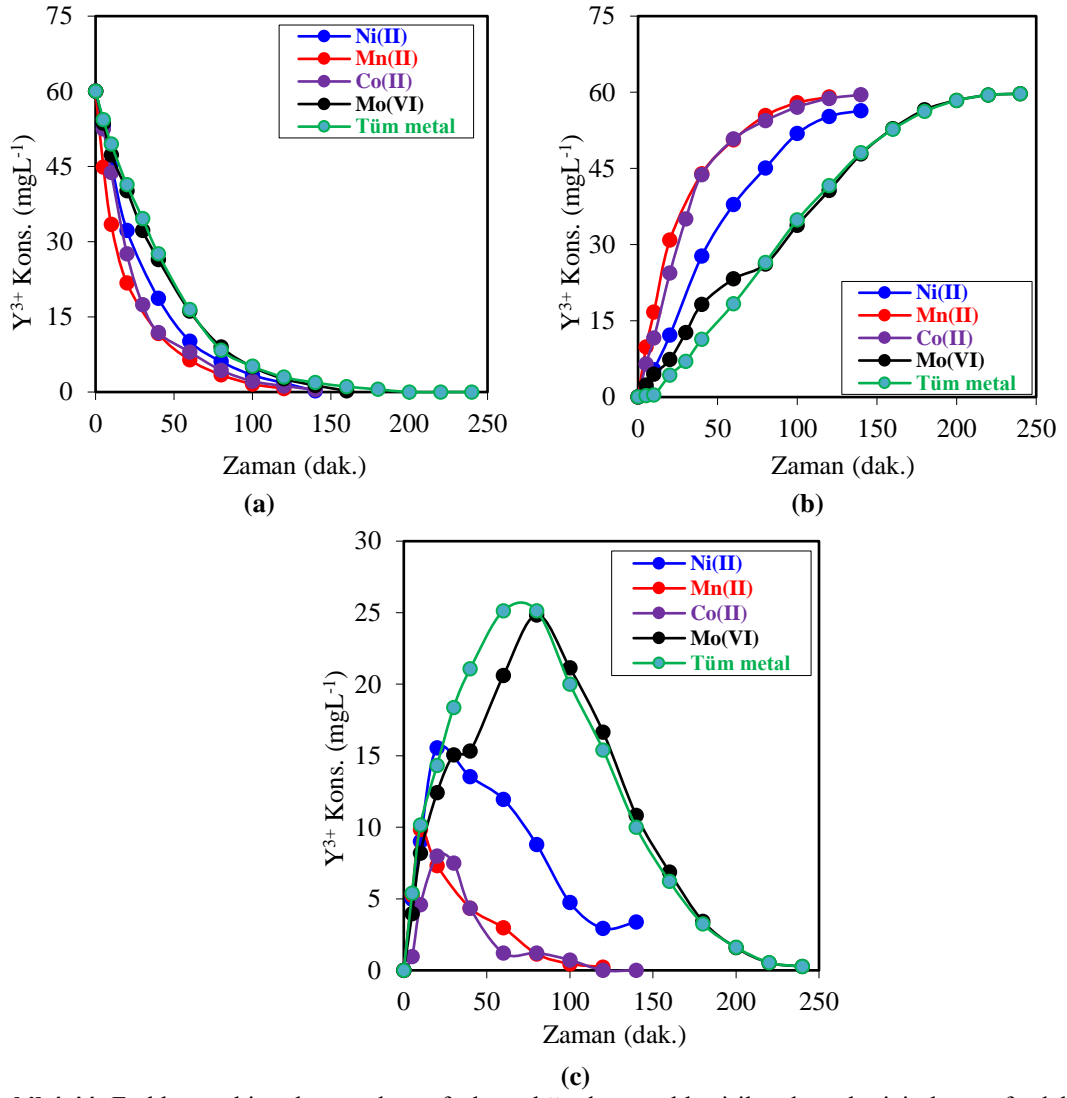 75
60
45
30
15
0
Y³⁺ Kons. (mgL⁻¹)
Ni(II)
Mn(II)
Co(II)
Mo(VI)
Tüm metal
0 50 100 150 200 250
Zaman (dak.)
(a)
75
60
45
30
15
0
Y³⁺ Kons. (mgL⁻¹)
Ni(II)
Mn(II)
Co(II)
Mo(VI)
Tüm metal
0 50 100 150 200 250
Zaman (dak.)
(b)
30
25
20
15
10
5
0
Y³⁺ Kons. (mgL⁻¹)
Ni(II)
Mn(II)
Co(II)
Mo(VI)
Tüm metal
0 50 100 150 200 250
Zaman (dak.)
(c)